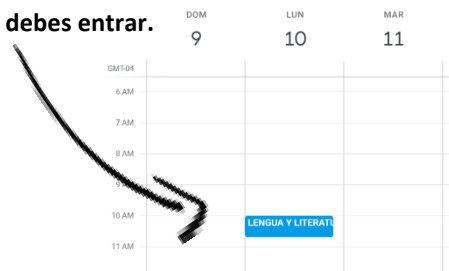 debes entrar.
DOM LUN MAR
9 10 11
GMT-04
6 AM
7 AM
8 AM
10 AM
LENGUA Y LITERATU
11 AM